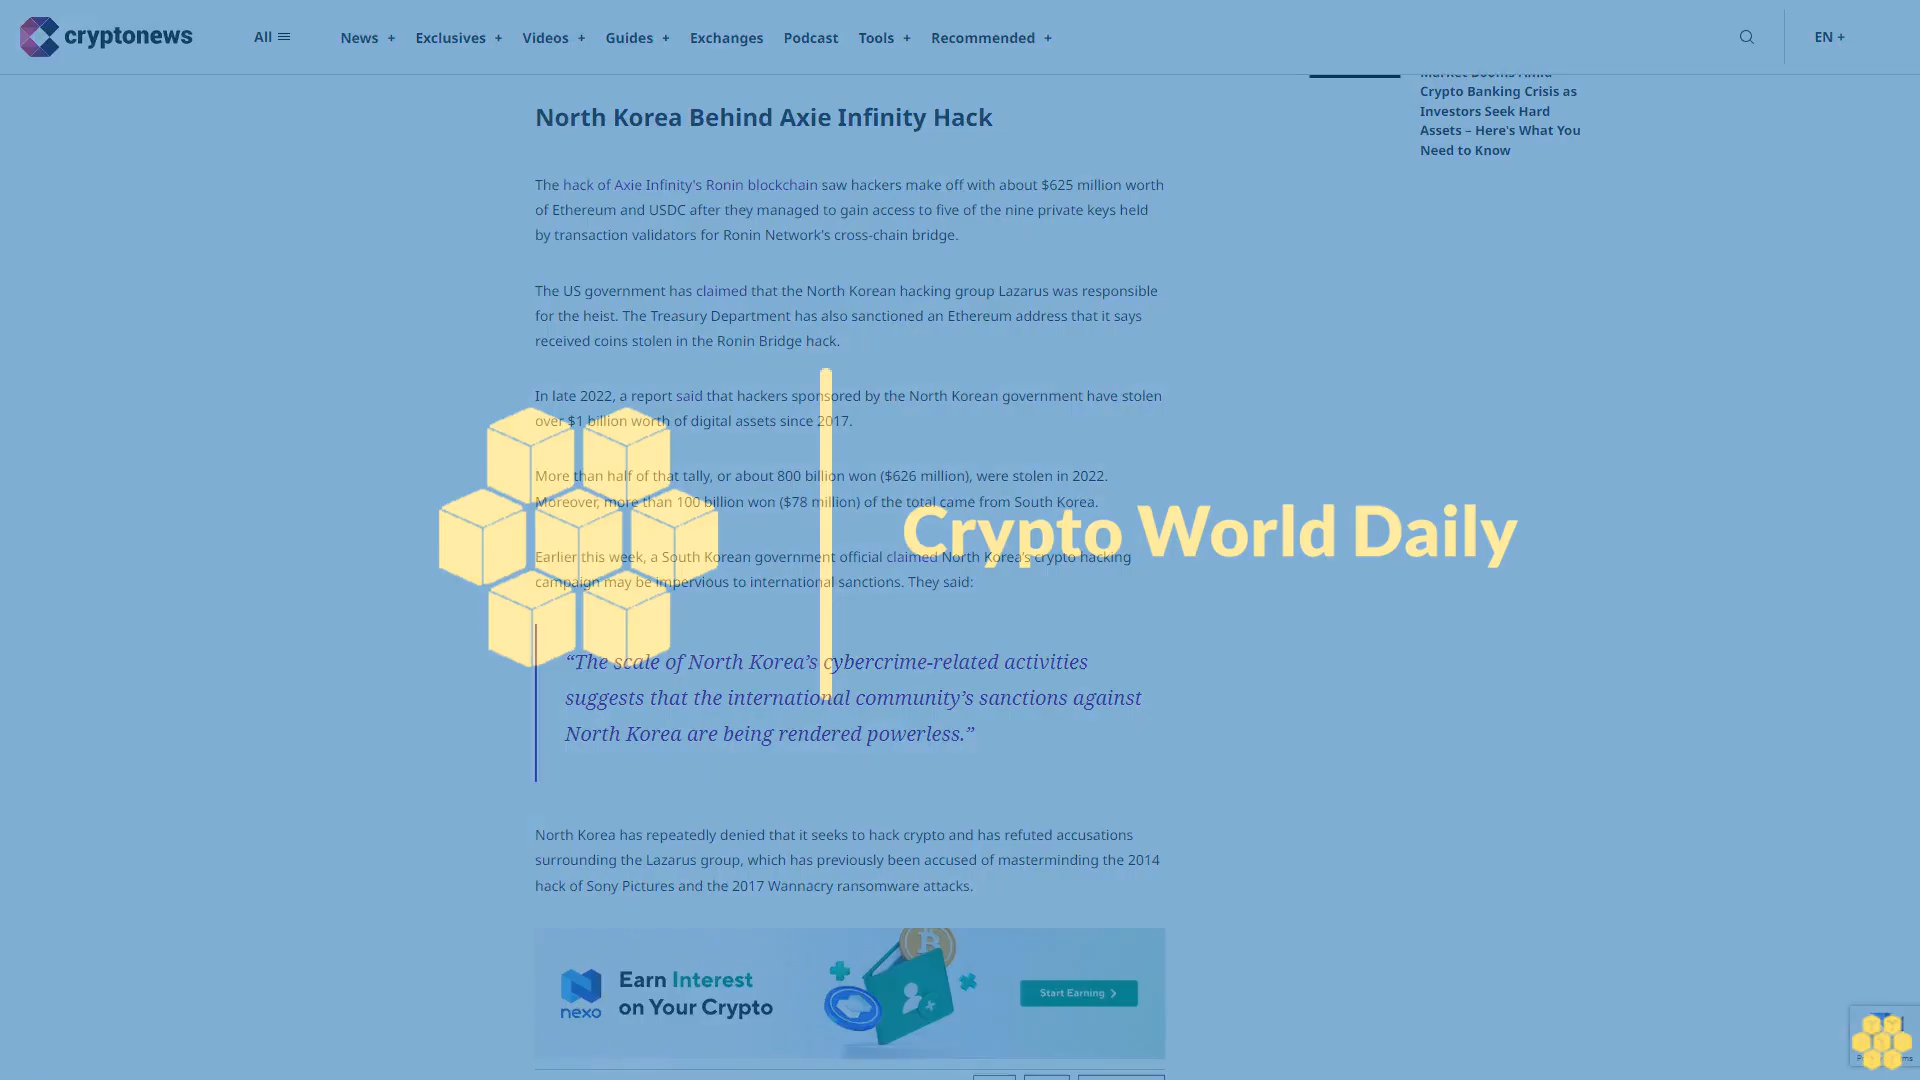 cryptonews
All
News +
Exclusives +
Videos +
Guides +
Exchanges
Podcast
Tools +
Recommended +
EN +
Crypto Banking Crisis as
Investors Seek Hard
Assets – Here's What You
Need to Know
North Korea Behind Axie Infinity Hack
The hack of Axie Infinity's Ronin blockchain saw hackers make off with about $625 million worth
of Ethereum and USDC after they managed to gain access to five of the nine private keys held
by transaction validators for Ronin Network's cross-chain bridge.
The US government has claimed that the North Korean hacking group Lazarus was responsible
for the heist. The Treasury Department has also sanctioned an Ethereum address that it says
received coins stolen in the Ronin Bridge hack.
In late 2022, a report said that hackers sponsored by the North Korean government have stolen
over $1 billion worth of digital assets since 2017.
More than half of that tally, or about 800 billion won ($626 million), were stolen in 2022.
Moreover, more than 100 billion won ($78 million) of the total came from South Korea.
Crypto World Daily
Earlier this week, a South Korean government official claimed North Korea's crypto hacking
campaign may be impervious to international sanctions. They said:
“The scale of North Korea’s cybercrime-related activities
suggests that the international community’s sanctions against
North Korea are being rendered powerless.”
North Korea has repeatedly denied that it seeks to hack crypto and has refuted accusations
surrounding the Lazarus group, which has previously been accused of masterminding the 2014
hack of Sony Pictures and the 2017 Wannacry ransomware attacks.
nexo
Earn Interest
on Your Crypto
Start Earning